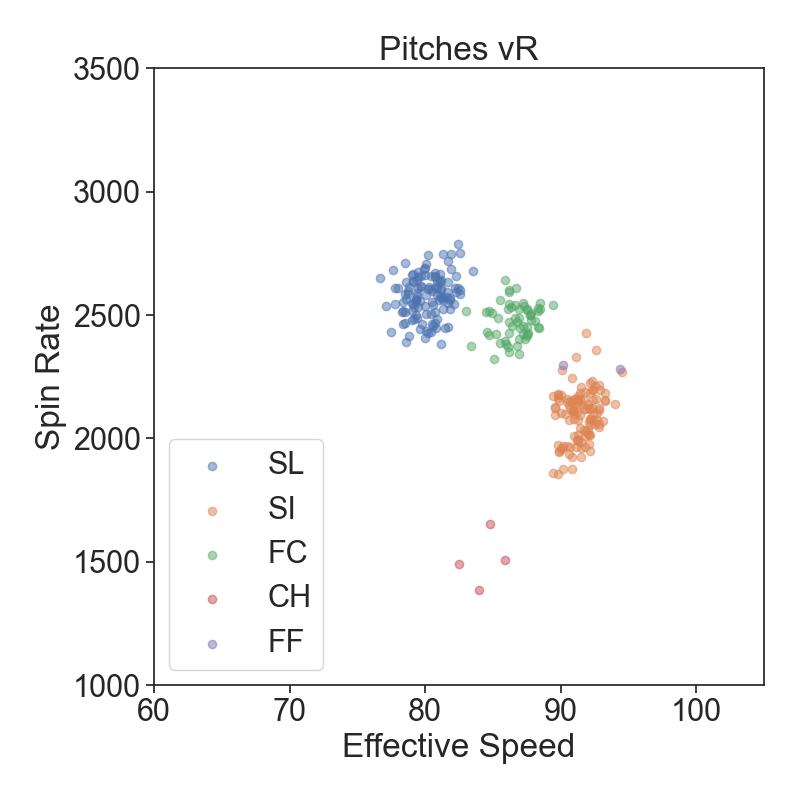 Pitches vR
3500
3000
2500
2000
1500
1000
Spin Rate
SL
SI
FC
CH
FF
60 70 80 90 100
Effective Speed